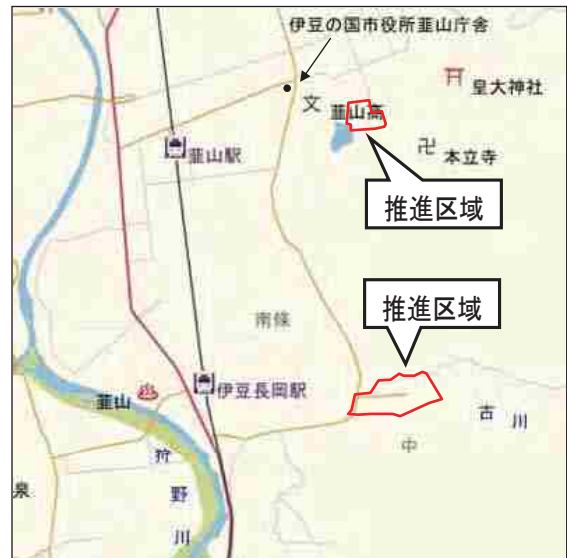 伊豆の国市役所韮山庁舎
皇大神社
文
韮山高
韮山駅
本立寺
推進区域
推進区域
南條
伊豆長岡駅
韮山
古川
中
狩野川
泉